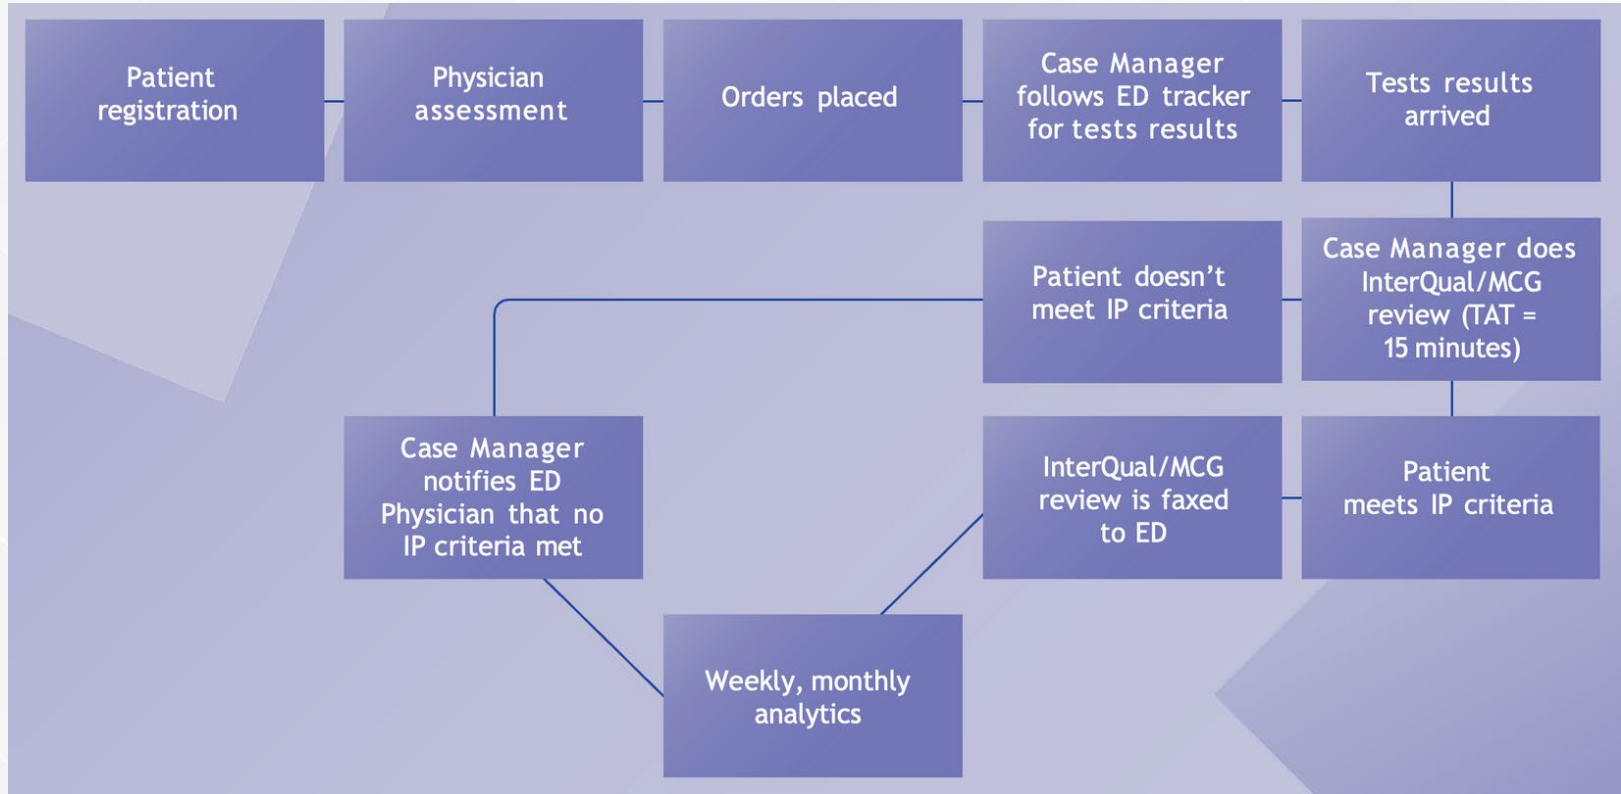 Patient
registration
Physician
assessment
Orders placed
Case Manager
follows ED tracker
for tests results
Tests results
arrived
Patient doesn’t
meet IP criteria
Case Manager does
InterQual/MCG
review (TAT =
15 minutes)
Case Manager
notifies ED
Physician that no
IP criteria met
InterQual/MCG
review is faxed
to ED
Patient
meets IP criteria
Weekly, monthly
analytics